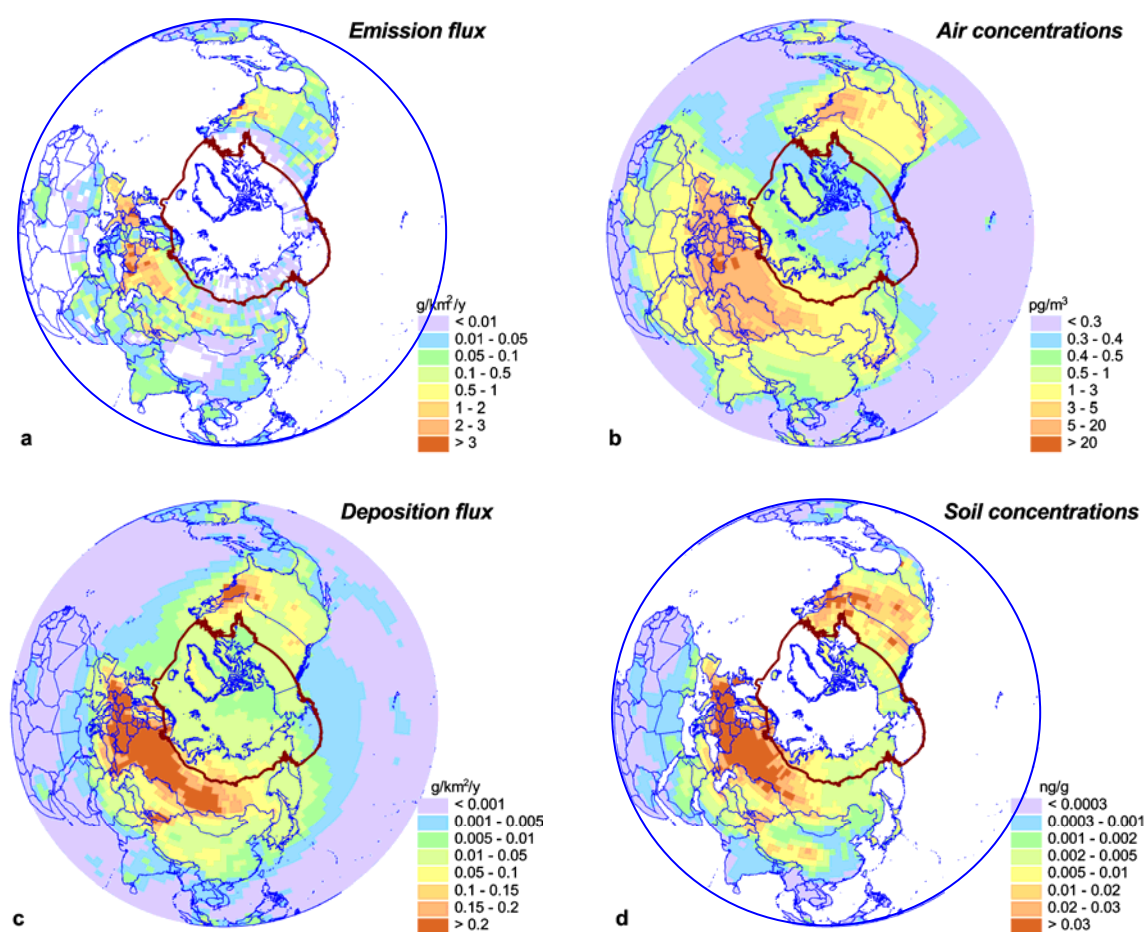 Emission flux
g/km²/y
< 0.01
0.01 - 0.05
0.05 - 0.1
0.1 - 0.5
0.5 - 1
1 - 2
2 - 3
> 3
a
Air concentrations
pg/m³
< 0.3
0.3 - 0.4
0.4 - 0.5
0.5 - 1
1 - 3
3 - 5
5 - 20
> 20
b
Deposition flux
g/km²/y
< 0.001
0.001 - 0.005
0.005 - 0.01
0.01 - 0.05
0.05 - 0.1
0.1 - 0.15
0.15 - 0.2
> 0.2
c
Soil concentrations
ng/g
< 0.0003
0.0003 - 0.001
0.001 - 0.002
0.002 - 0.005
0.005 - 0.01
0.01 - 0.02
0.02 - 0.03
> 0.03
d